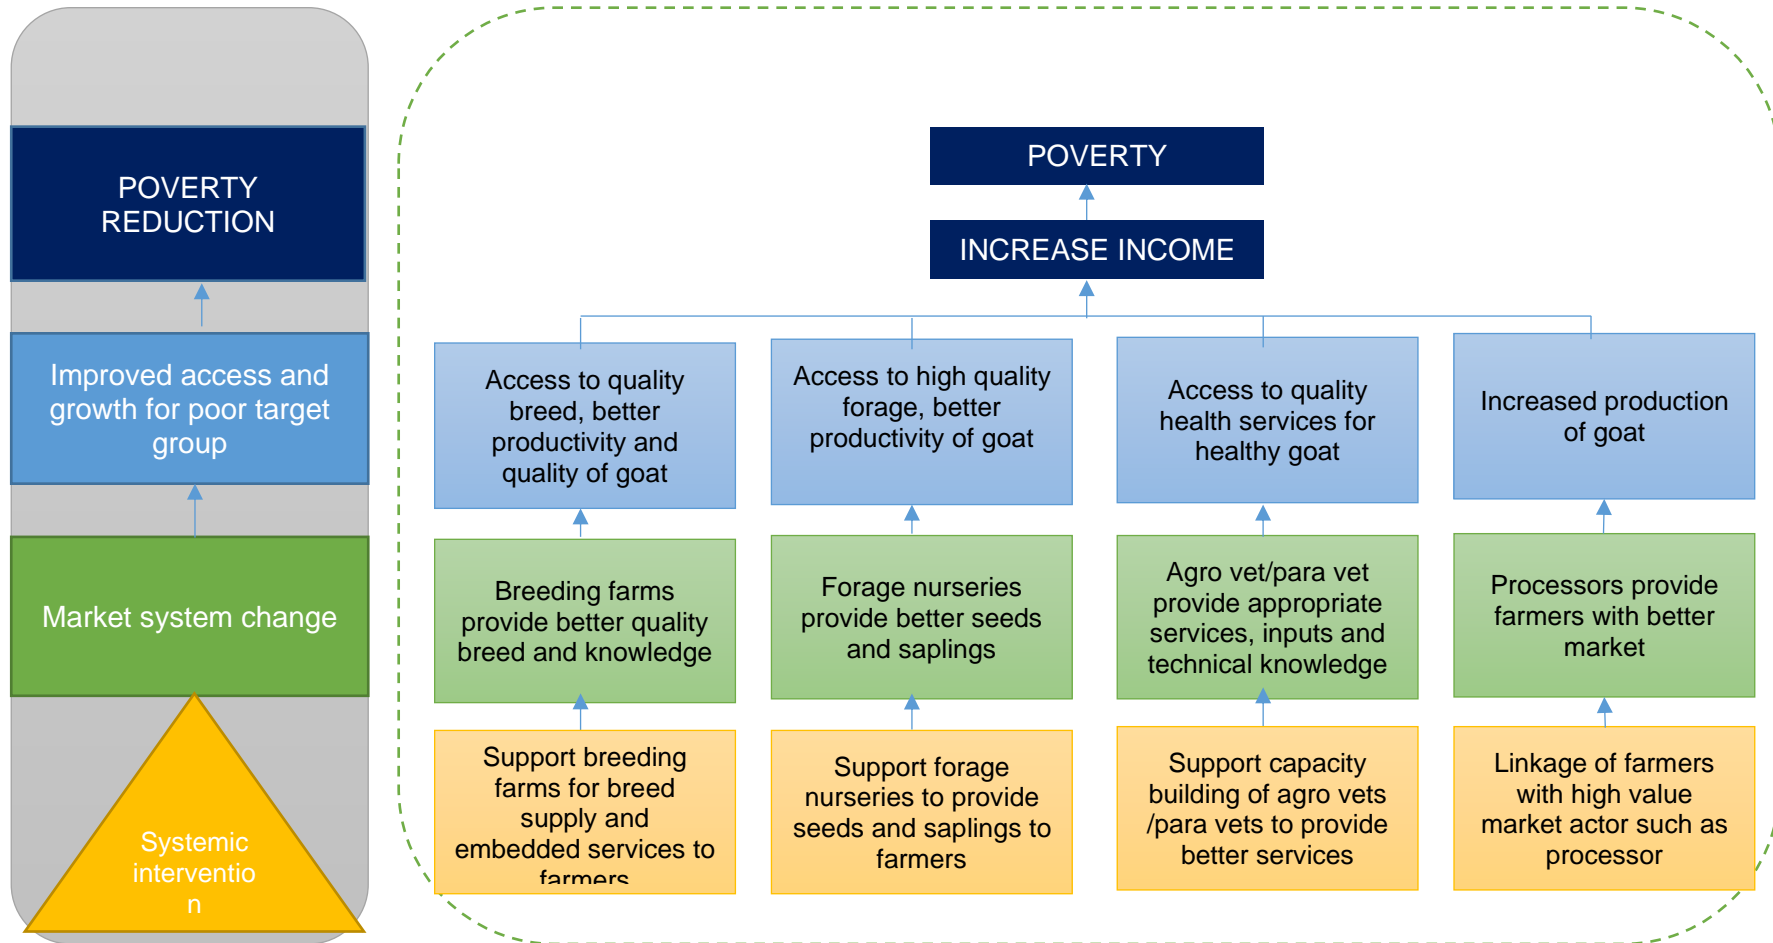 POVERTY
REDUCTION
Improved access and
growth for poor target
group
Market system change
Systemic
interventio
n
POVERTY
INCREASE INCOME
Access to quality
breed, better
productivity and
quality of goat
Access to high quality
forage, better
productivity of goat
Access to quality
health services for
healthy goat
Increased production
of goat
Breeding farms
provide better quality
breed and knowledge
Forage nurseries
provide better seeds
and saplings
Agro vet/para vet
provide appropriate
services, inputs and
technical knowledge
Processors provide
farmers with better
market
Support breeding
farms for breed
supply and
embedded services to
farmers
Support forage
nurseries to provide
seeds and saplings to
farmers
Support capacity
building of agro vets
/para vets to provide
better services
Linkage of farmers
with high value
market actor such as
processor